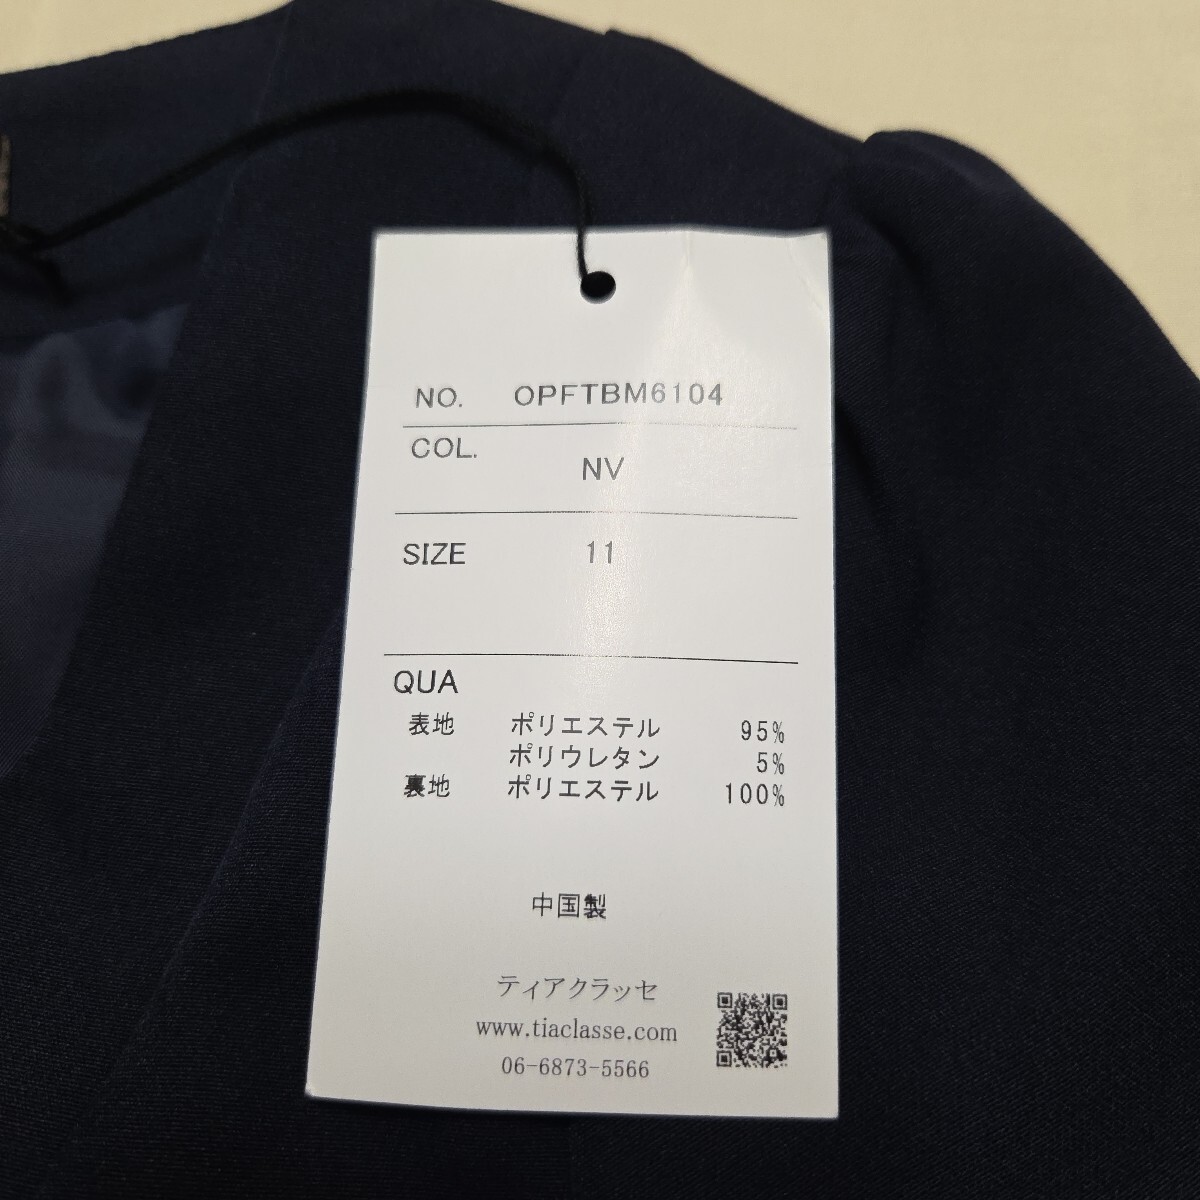 NO. OPFTBM6104
COL. NV
SIZE 11
QUA
表地 ポリエステル 95%
ポリウレタン 5%
裏地 ポリエステル 100%
中国製
ティアクラッセ
www.tiaclasse.com
06-6873-5566